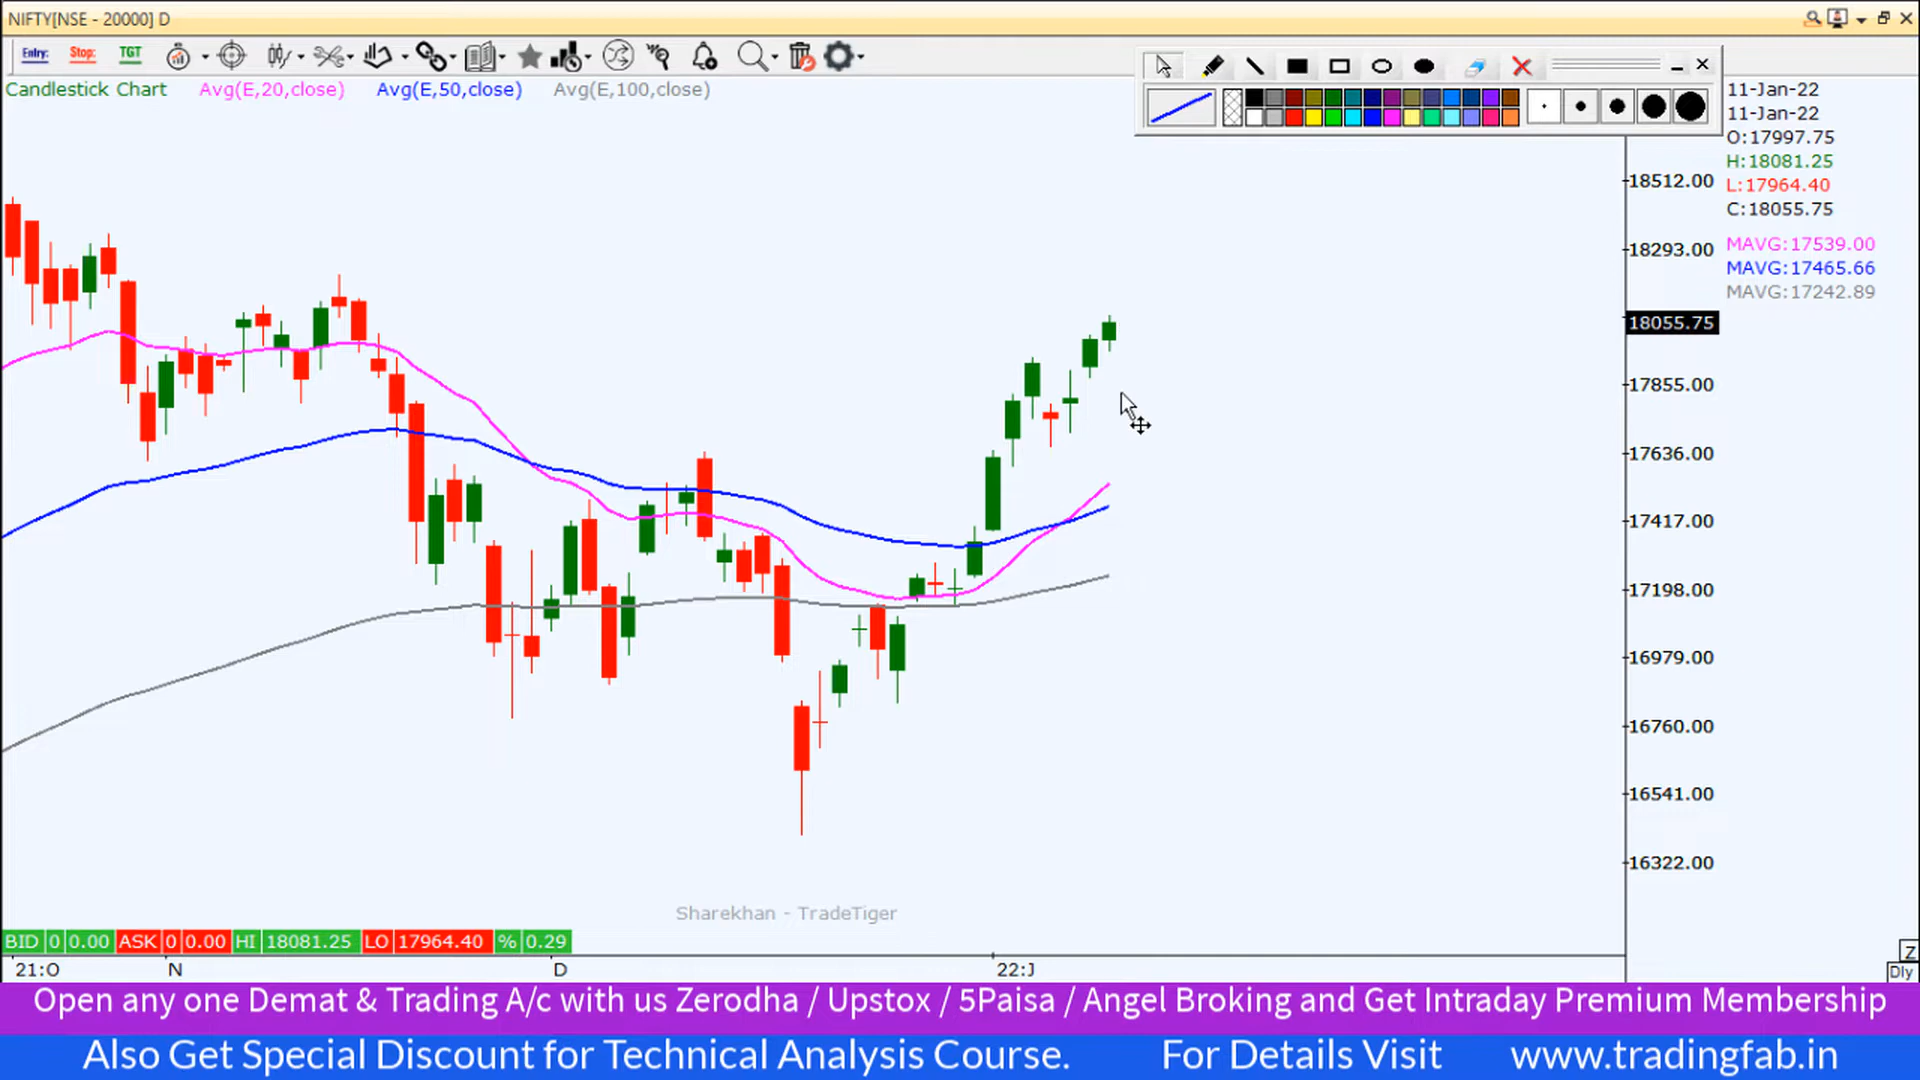 NIFTY[NSE - 20000] D
Entry: Stop: TGT
Candlestick Chart Avg(E,20,close) Avg(E,50,close) Avg(E,100,close)
11-Jan-22
11-Jan-22
O:17997.75
H:18081.25
L:17964.40
C:18055.75
MAVG:17539.00
MAVG:17465.66
MAVG:17242.89
18512.00
18293.00
18055.75
17855.00
17636.00
17417.00
17198.00
16979.00
16760.00
16541.00
16322.00
Sharekhan - TradeTiger
BID 0 0.00 ASK 0 0.00 HI 18081.25 LO 17964.40 % 0.29
21:O N D 22:J
Z
Dly
Open any one Demat & Trading A/c with us Zerodha / Upstox / 5Paisa / Angel Broking and Get Intraday Premium Membership
Also Get Special Discount for Technical Analysis Course. For Details Visit www.tradingfab.in